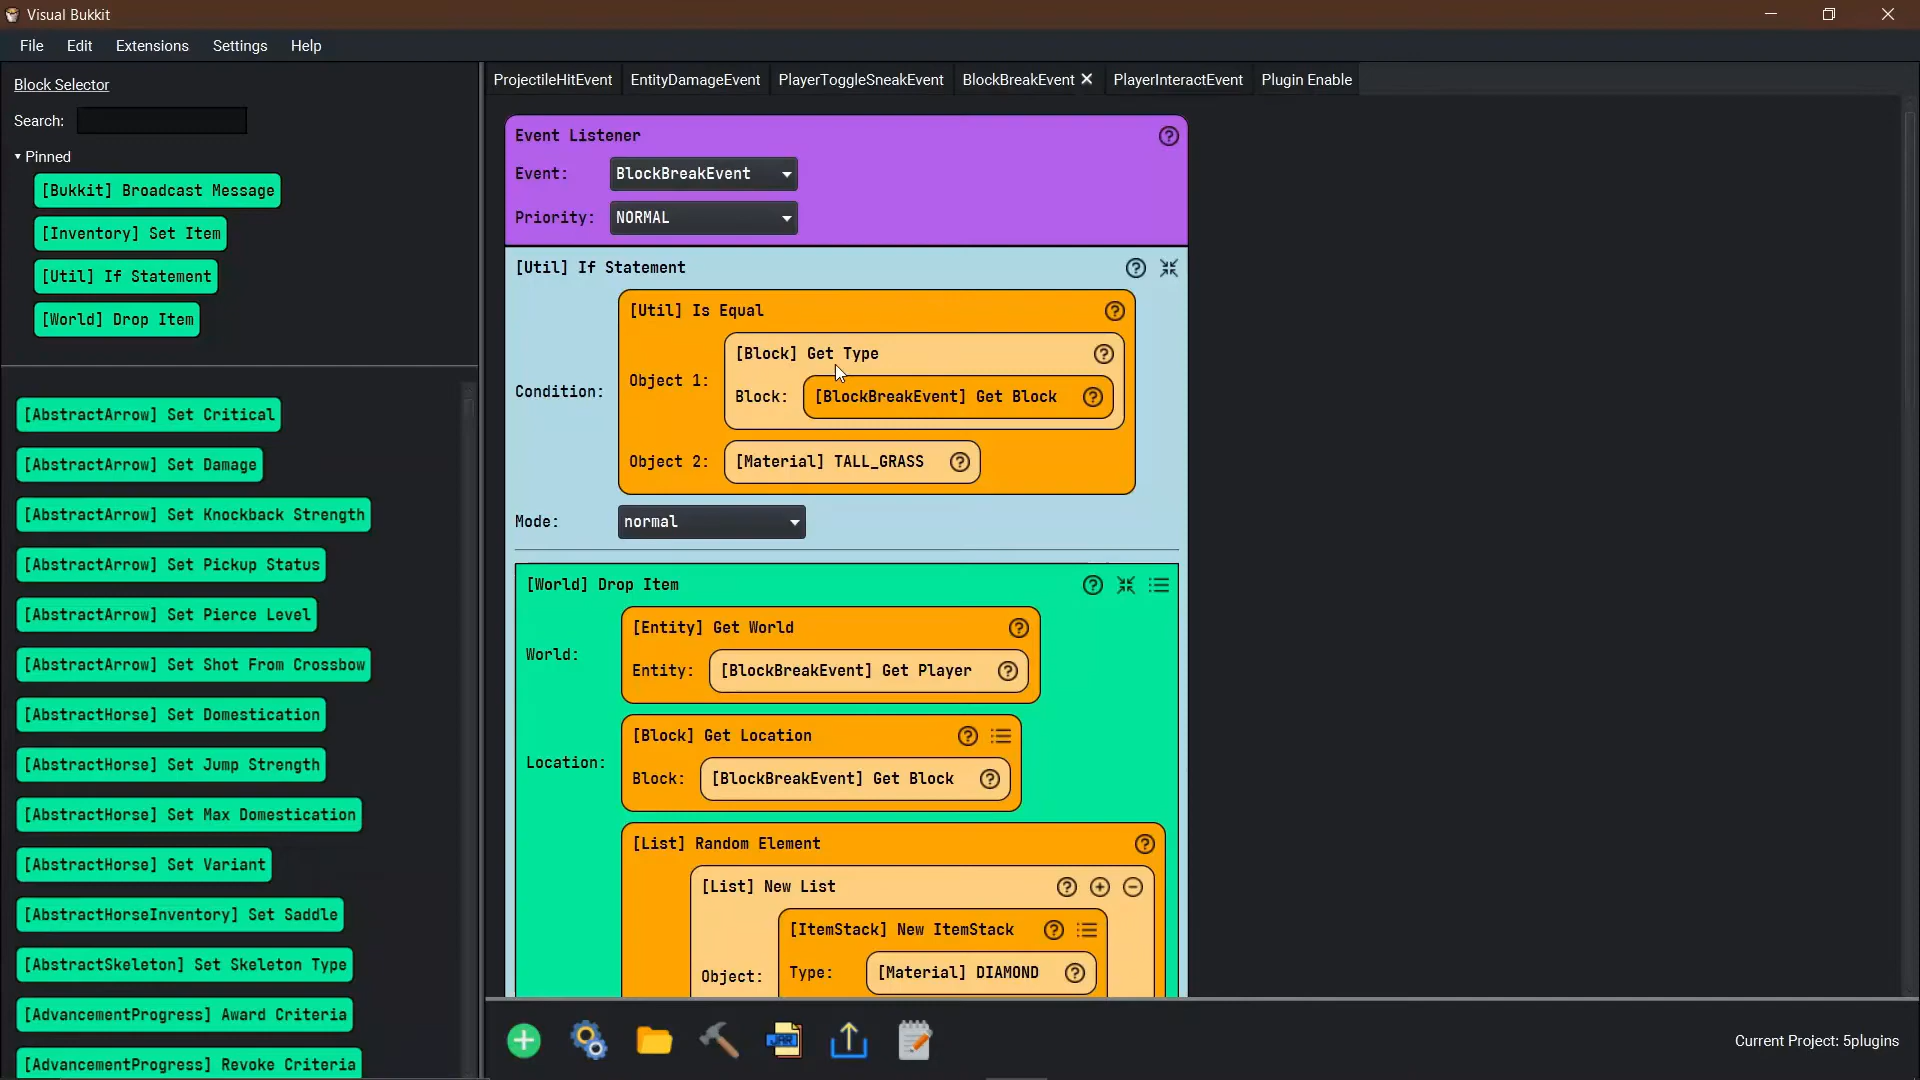 Visual Bukkit
File Edit Extensions Settings Help
Block Selector
Search:
Pinned
[Bukkit] Broadcast Message
[Inventory] Set Item
[Util] If Statement
[World] Drop Item
[AbstractArrow] Set Critical
[AbstractArrow] Set Damage
[AbstractArrow] Set Knockback Strength
[AbstractArrow] Set Pickup Status
[AbstractArrow] Set Pierce Level
[AbstractArrow] Set Shot From Crossbow
[AbstractHorse] Set Domestication
[AbstractHorse] Set Jump Strength
[AbstractHorse] Set Max Domestication
[AbstractHorse] Set Variant
[AbstractHorseInventory] Set Saddle
[AbstractSkeleton] Set Skeleton Type
[AdvancementProgress] Award Criteria
[AdvancementProgress] Revoke Criteria
ProjectileHitEvent EntityDamageEvent PlayerToggleSneakEvent BlockBreakEvent PlayerInteractEvent Plugin Enable
Event Listener
Event: BlockBreakEvent
Priority: NORMAL
[Util] If Statement
Condition:
[Util] Is Equal
Object 1:
[Block] Get Type
Block: [BlockBreakEvent] Get Block
Object 2: [Material] TALL_GRASS
Mode: normal
[World] Drop Item
World:
[Entity] Get World
Entity: [BlockBreakEvent] Get Player
Location:
[Block] Get Location
Block: [BlockBreakEvent] Get Block
[List] Random Element
[List] New List
Object:
[ItemStack] New ItemStack
Type: [Material] DIAMOND
JAR
Current Project: 5plugins